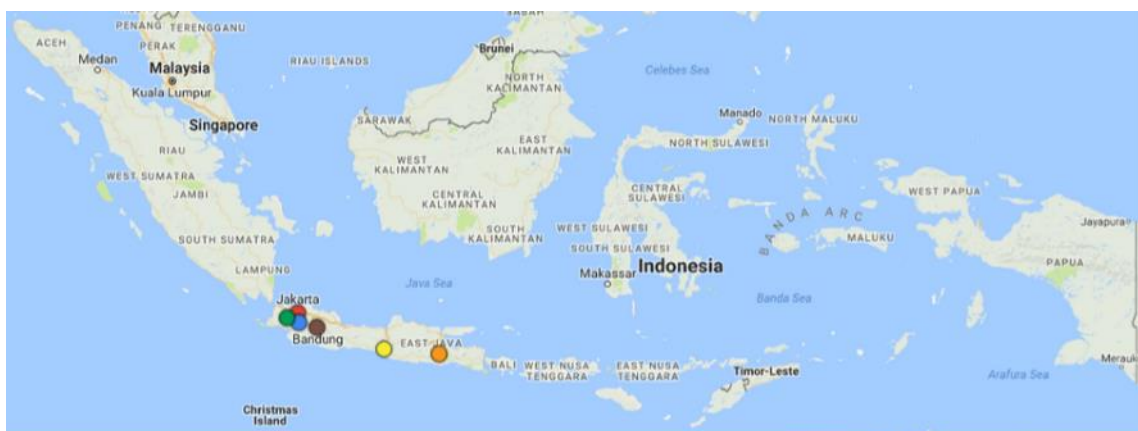 SABAH
PENANG TERENGGANU
ACEH
PERAK
Brunei
Medan
Malaysia
RIAU ISLANDS
Celebes Sea
Kuala Lumpur
NORTH
KALIMANTAN
Manado
NORTH MALUKU
Singapore
SARAWAK
RIAU
EAST
KALIMANTAN
NORTH SULAWESI
WEST
KALIMANTAN
WEST SUMATRA
JAMBI
CENTRAL
KALIMANTAN
CENTRAL
SULAWESI
WEST PAPUA
BANDA ARC
Jayapura
SOUTH
KALIMANTAN
WEST SULAWESI
SOUTH SUMATRA
SOUTH SULAWESI
MALUKU
PAPUA
LAMPUNG
Makassar
Indonesia
Java Sea
Banda Sea
Jakarta
Bandung
EAST JAVA
BALI
WEST NUSA
TENGGARA
EAST NUSA
TENGGARA
Timor-Leste
Merauk
Arafura Sea
Christmas
Island